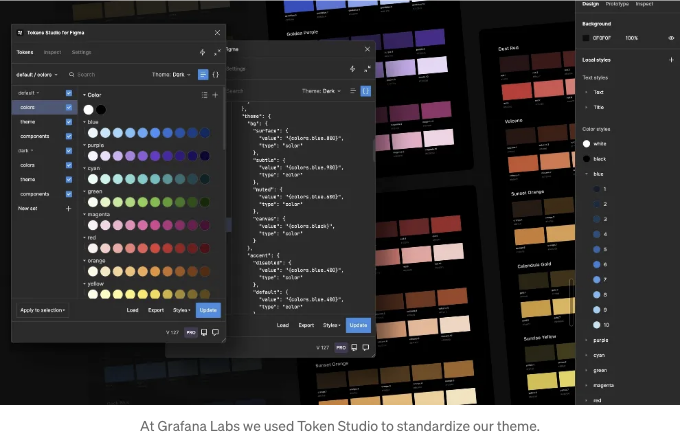 Tokens Studio for Figma
Tokens Inspect Settings
default / colors
Search
Theme: Dark
default
colors
theme
components
dark
colors
theme
components
New set
Color
blue
purple
cyan
green
magenta
red
orange
yellow
Apply to selection
Load
Export
Styles
Update
V 127
PRO
Figma
Settings
Theme: Dark
},
"theme": {
"bg": {
"surface": {
"value": "{colors.blue.800}",
"type": "color"
},
"subtle": {
"value": "{colors.blue.900}",
"type": "color"
},
"muted": {
"value": "{colors.blue.600}",
"type": "color"
},
"canvas": {
"value": "{colors.black}",
"type": "color"
}
},
"accent": {
"disabled": {
"value": "{colors.blue.400}",
"type": "color"
},
"default": {
"value": "{colors.blue.400}",
"type": "color"
Load
Export
Styles
Update
V 127
PRO
Golden Purple
Sunset Orange
Dest Red
Volcano
Sunset Orange
Calendula Gold
Sunrise Yellow
Design Prototype Inspect
Background
0F0F0F 100%
Local styles
Text styles
Text
Title
Color styles
white
black
blue
1
2
3
4
5
6
7
8
9
10
purple
cyan
green
magenta
red
At Grafana Labs we used Token Studio to standardize our theme.